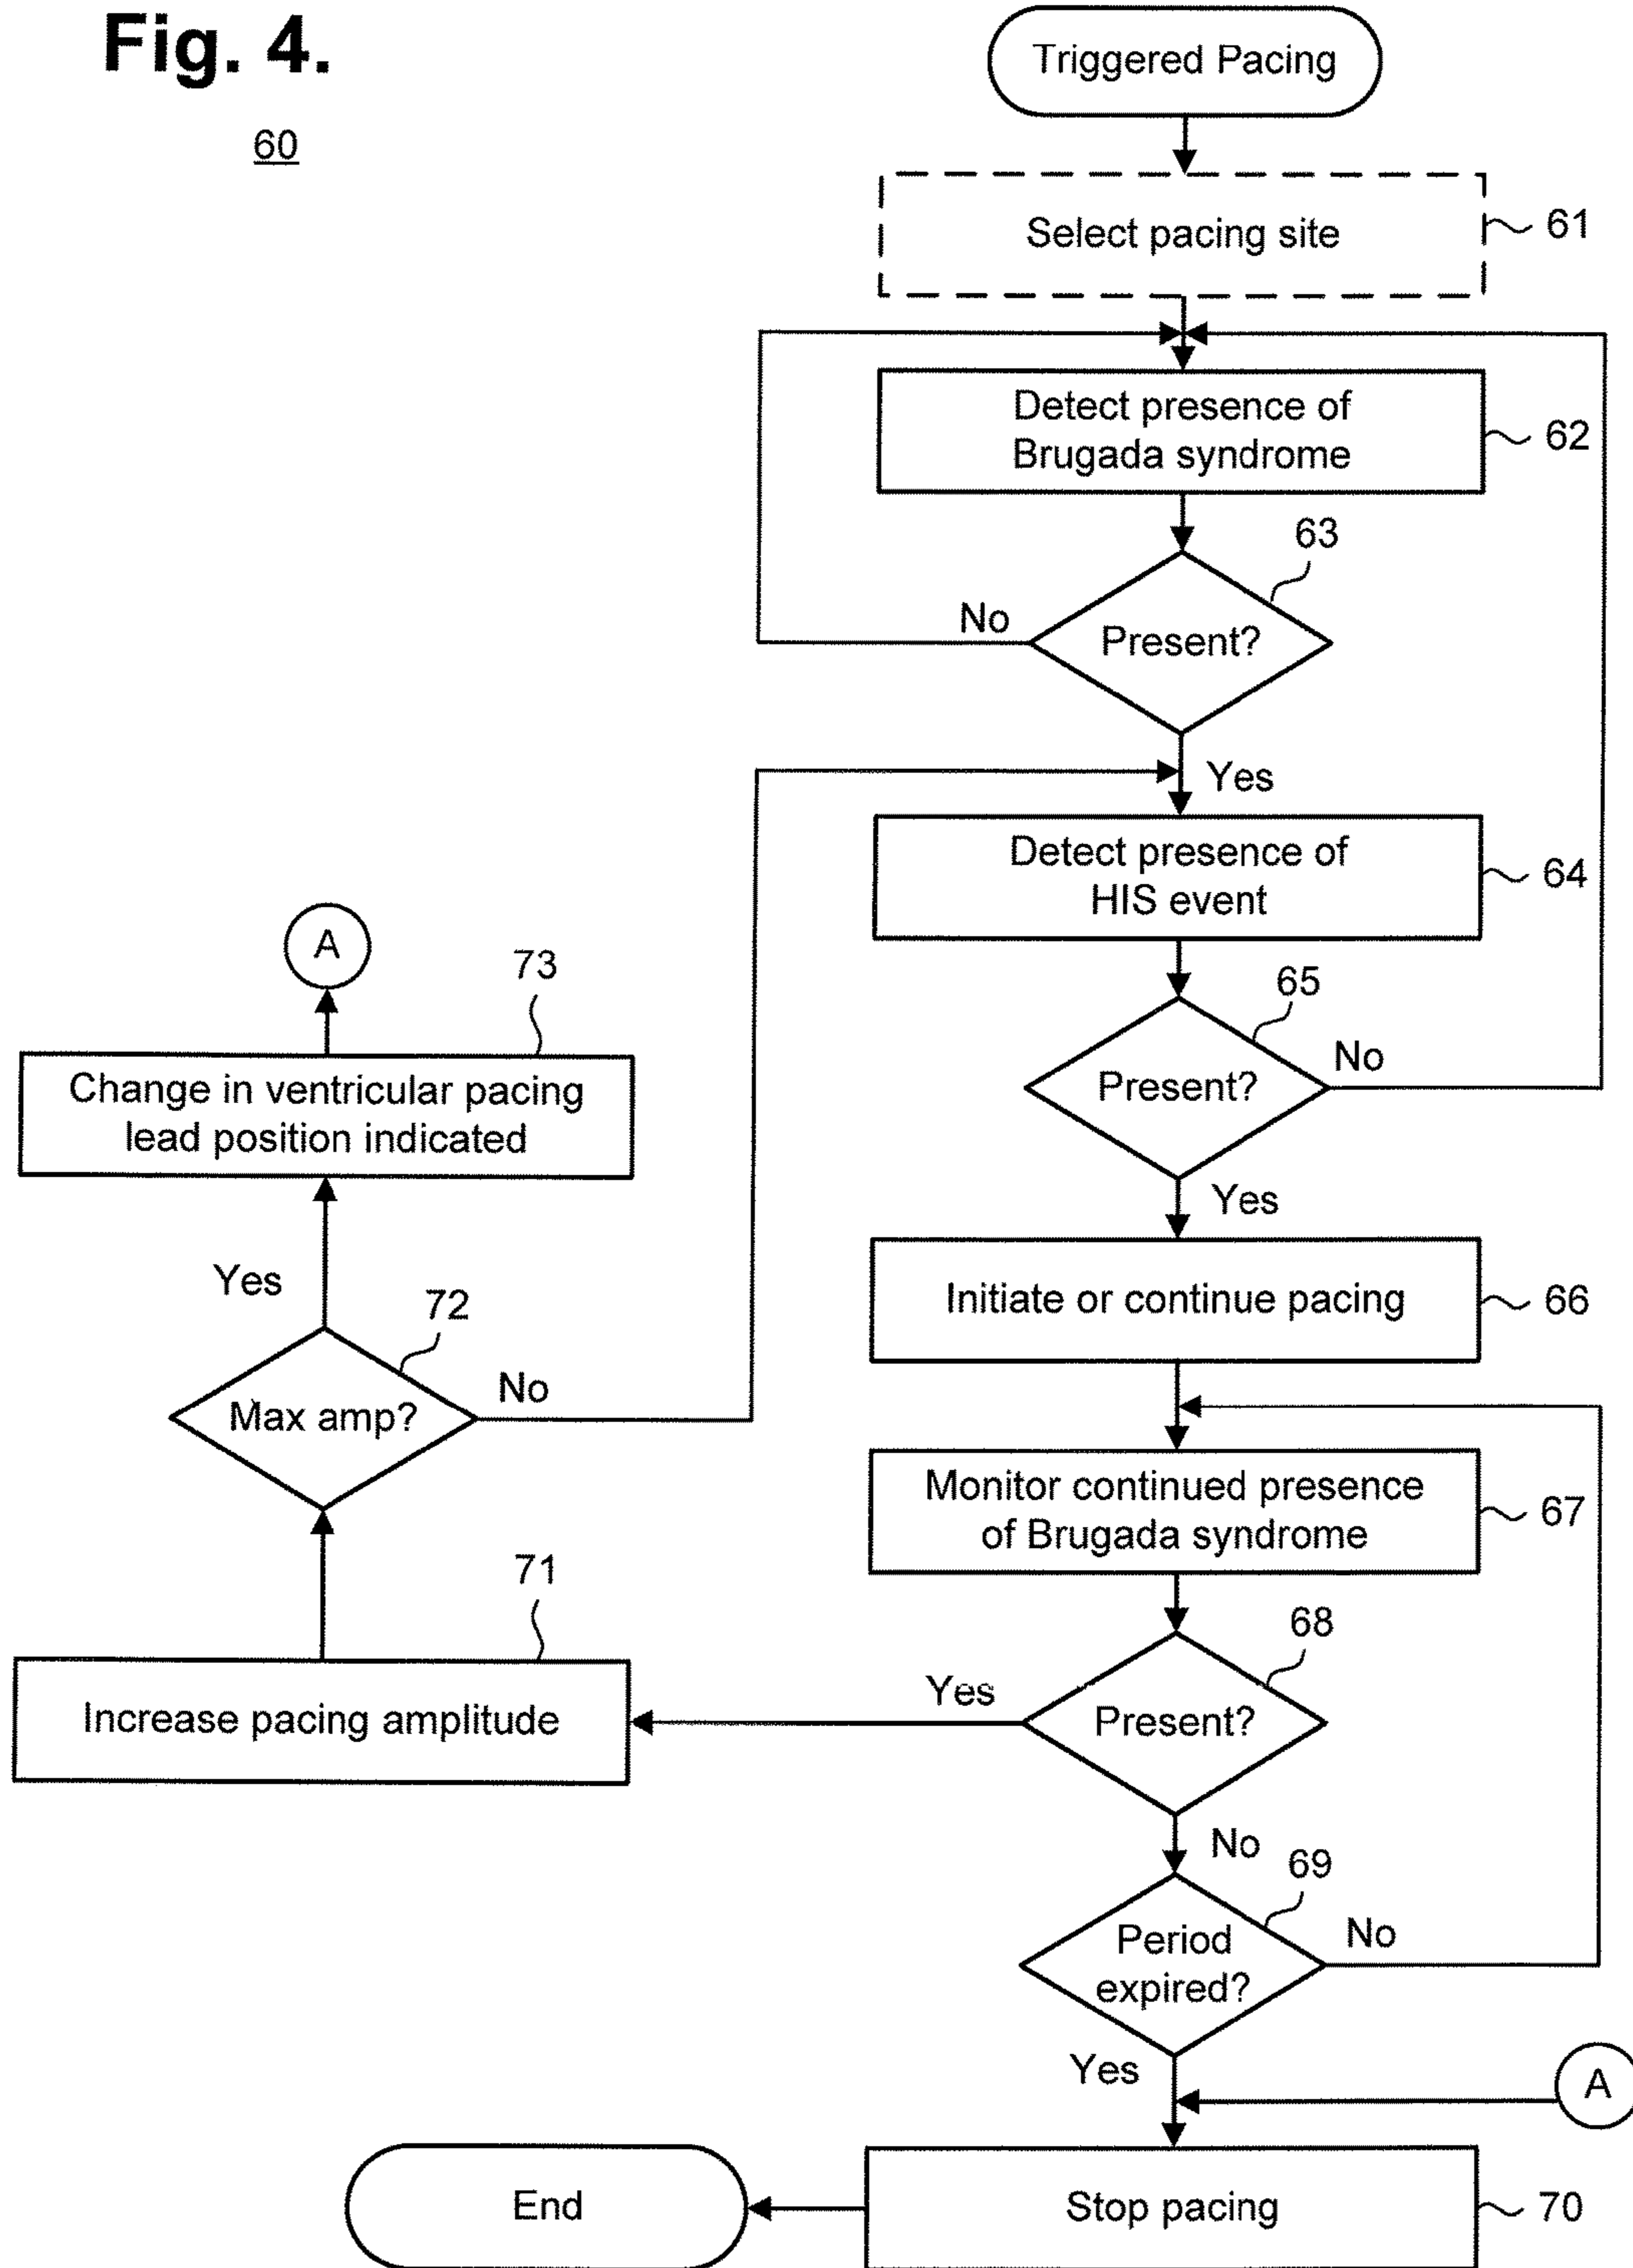 Fig. 4.
60
Triggered Pacing
Select pacing site
61
Detect presence of
Brugada syndrome
62
63
No
Present?
Yes
Detect presence of
HIS event
64
65
Present?
No
Yes
Initiate or continue pacing
66
Monitor continued presence
of Brugada syndrome
67
68
Yes
Present?
No
69
Period
expired?
No
Yes
A
Stop pacing
70
End
71
Increase pacing amplitude
72
Max amp?
No
Yes
73
Change in ventricular pacing
lead position indicated
A